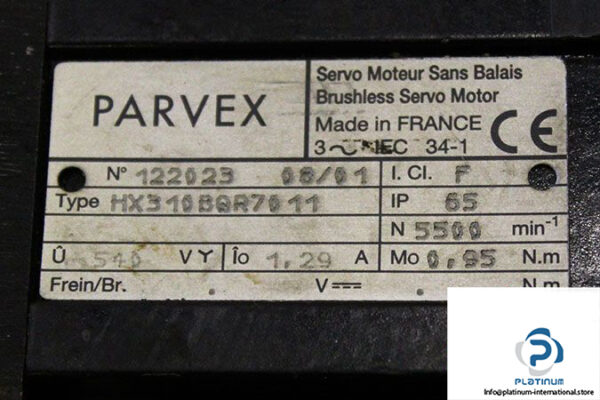 PARVEX
Servo Moteur Sans Balais
Brushless Servo Motor
Made in FRANCE CE
3 ~ IEC 34-1
N° 122023 08/01 I. Cl. F
Type HX310BQR7011 IP 65
N 5500 min-1
Û 540 V Y Îo 1,29 A Mo 0,95 N.m
Frein/Br. V N.m
PLATINUM
www.platinum-international.store